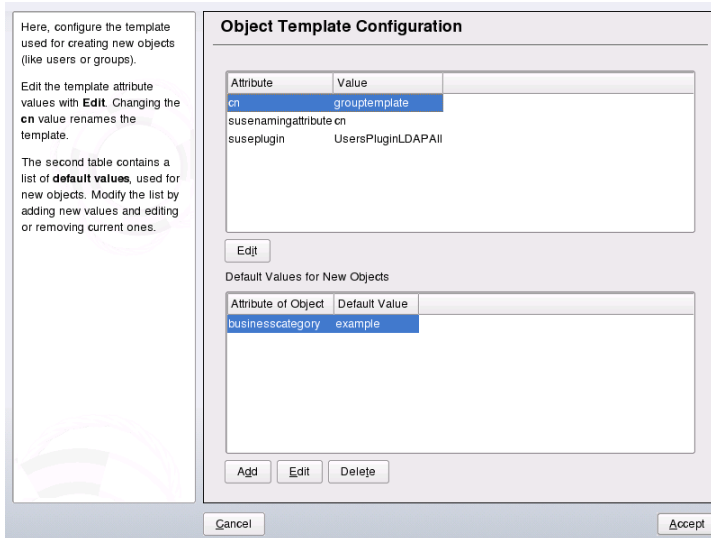 Here, configure the template
used for creating new objects
(like users or groups).
Edit the template attribute
values with Edit. Changing the
cn value renames the
template.
The second table contains a
list of default values, used for
new objects. Modify the list by
adding new values and editing
or removing current ones.
Object Template Configuration
Attribute Value
cn grouptemplate
susenamingattribute cn
suseplugin UsersPluginLDAPAll
Edit
Default Values for New Objects
Attribute of Object Default Value
businesscategory example
Add Edit Delete
Cancel Accept